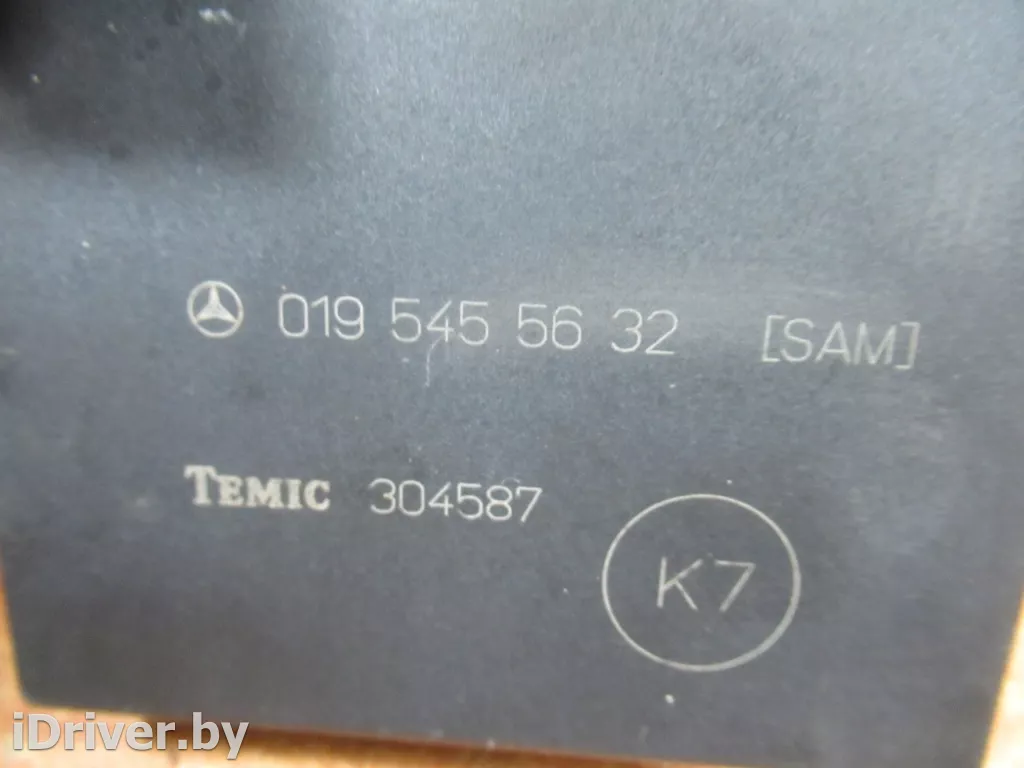 019 545 56 32 [SAM]
TEMIC 304587
K7
iDriver.by